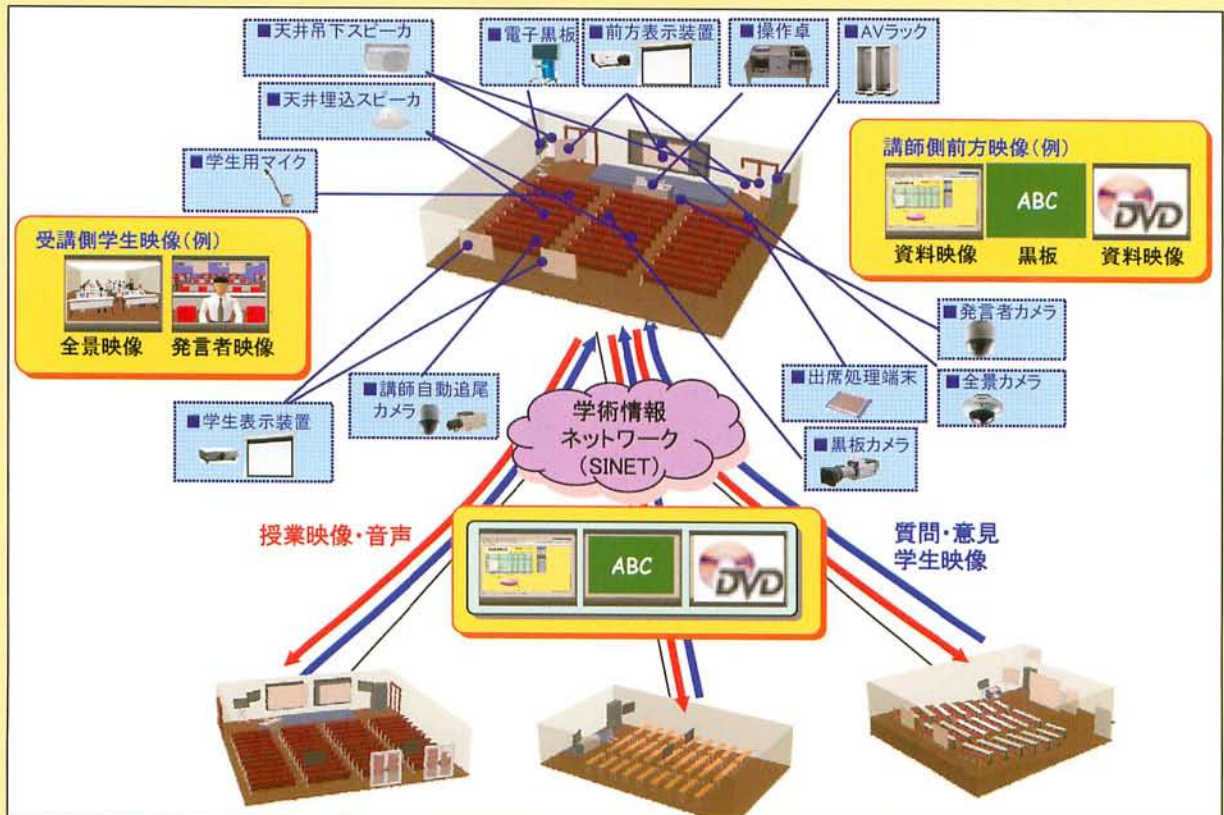 ■天井吊下スピーカ
■電子黒板
■前方表示装置
■操作卓
■AVラック
■天井埋込スピーカ
■学生用マイク
講師側前方映像(例)
ABC
DVD
資料映像
黒板
資料映像
受講側学生映像(例)
全景映像
発言者映像
■発言者カメラ
■講師自動追尾
カメラ
■出席処理端末
■全景カメラ
■学生表示装置
学術情報
ネットワーク
(SINET)
■黒板カメラ
授業映像・音声
質問・意見
学生映像
ABC
DVD